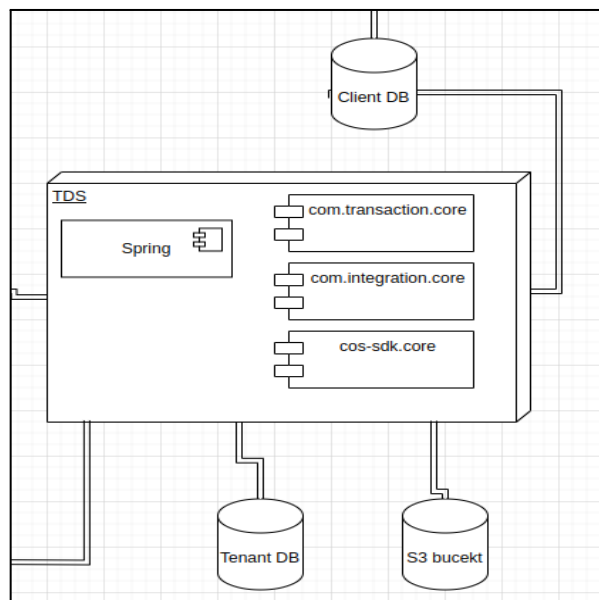 Client DB
TDS
com.transaction.core
Spring
com.integration.core
cos-sdk.core
Tenant DB
S3 bucekt